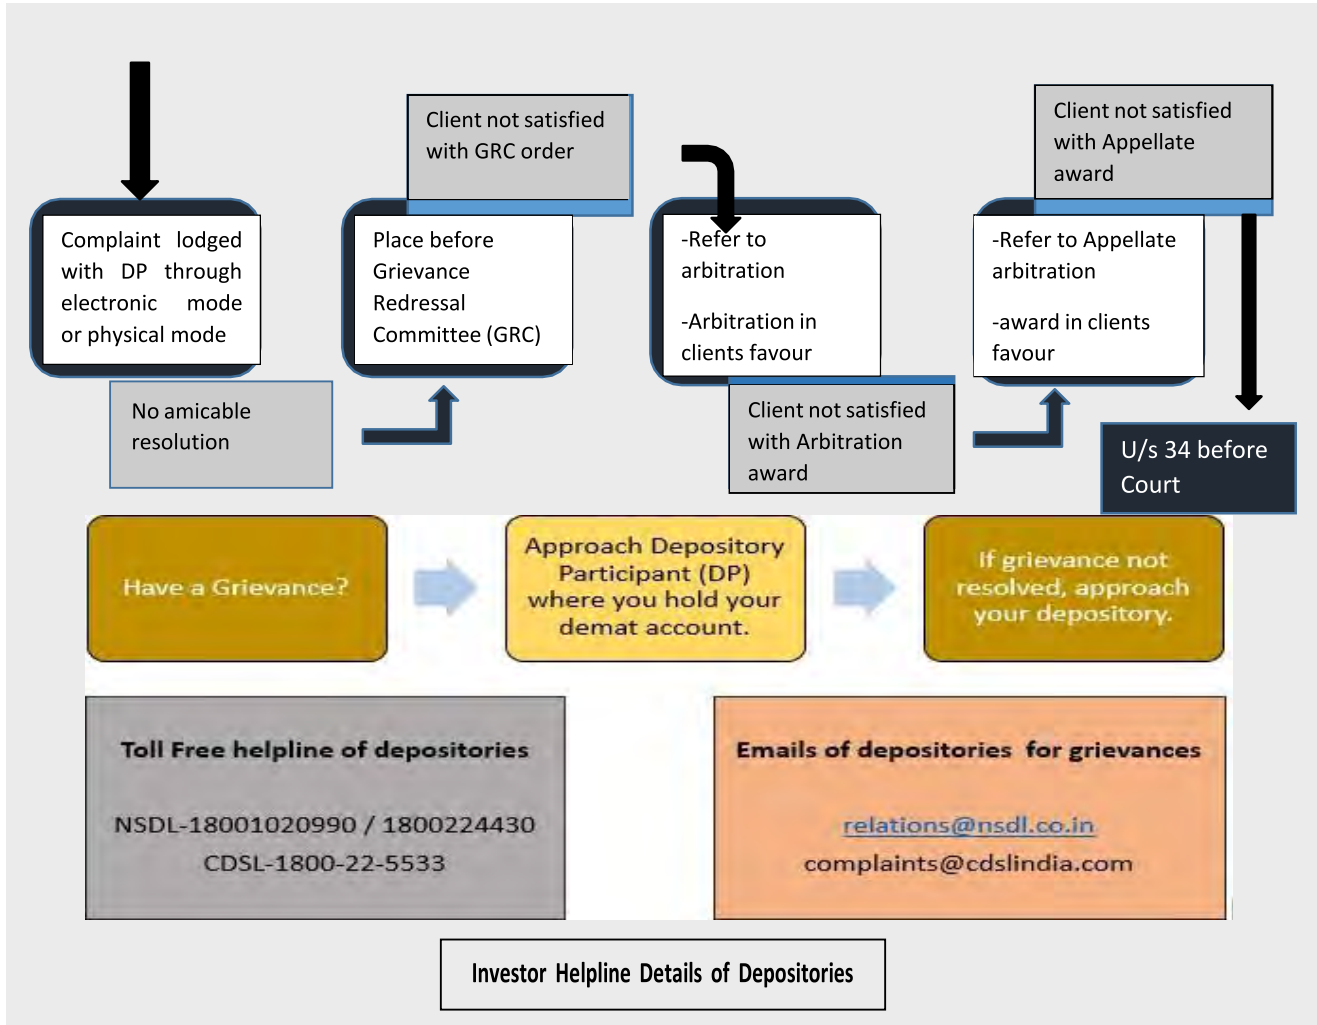 Client not satisfied
with GRC order
Client not satisfied
with Appellate
award
Complaint lodged
with DP through
electronic mode
or physical mode
Place before
Grievance
Redressal
Committee (GRC)
-Refer to
arbitration
-Arbitration in
clients favour
-Refer to Appellate
arbitration
-award in clients
favour
No amicable
resolution
Client not satisfied
with Arbitration
award
U/s 34 before
Court
Have a Grievance?
Approach Depository
Participant (DP)
where you hold your
demat account.
If grievance not
resolved, approach
your depository.
Toll Free helpline of depositories
NSDL-18001020990 / 1800224430
CDSL-1800-22-5533
Emails of depositories for grievances
relations@nsdl.co.in
complaints@cdslindia.com
Investor Helpline Details of Depositories